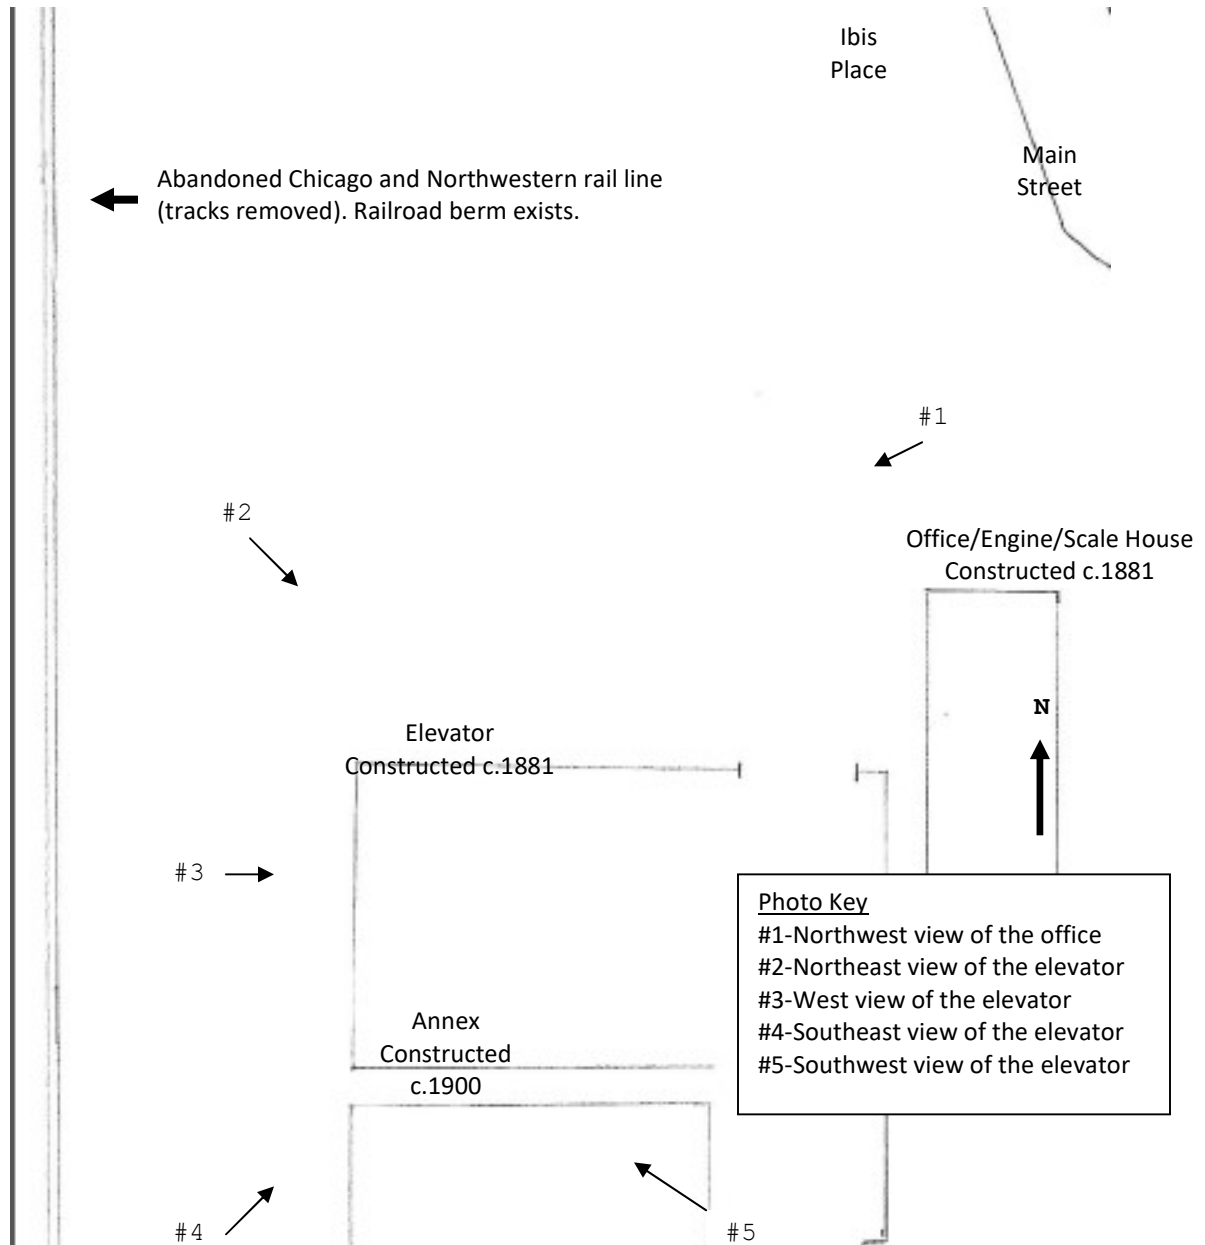 Ibis
Place
Main
Street
Abandoned Chicago and Northwestern rail line
(tracks removed). Railroad berm exists.
#1
#2
Office/Engine/Scale House
Constructed c.1881
N
Elevator
Constructed c.1881
#3
Photo Key
#1-Northwest view of the office
#2-Northeast view of the elevator
#3-West view of the elevator
#4-Southeast view of the elevator
#5-Southwest view of the elevator
Annex
Constructed
c.1900
#4
#5